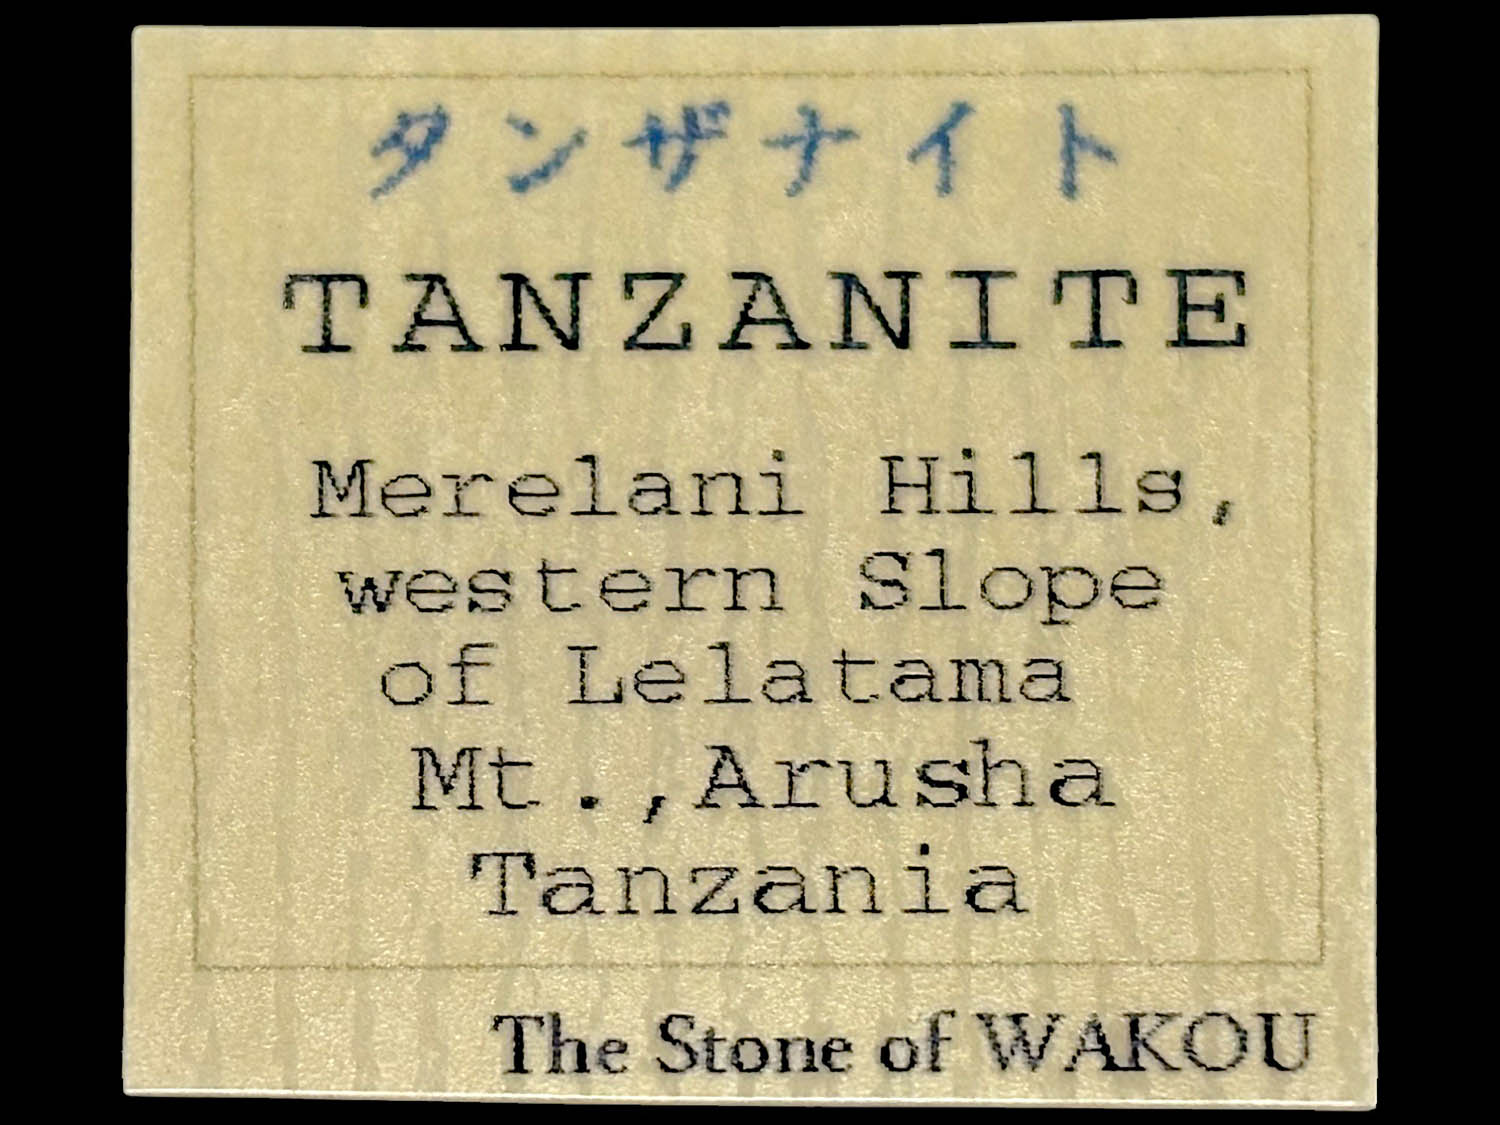 タンザナイト
TANZANITE
Merelani Hills,
western Slope
of Lelatama
Mt.,Arusha
Tanzania
The Stone of WAKOU